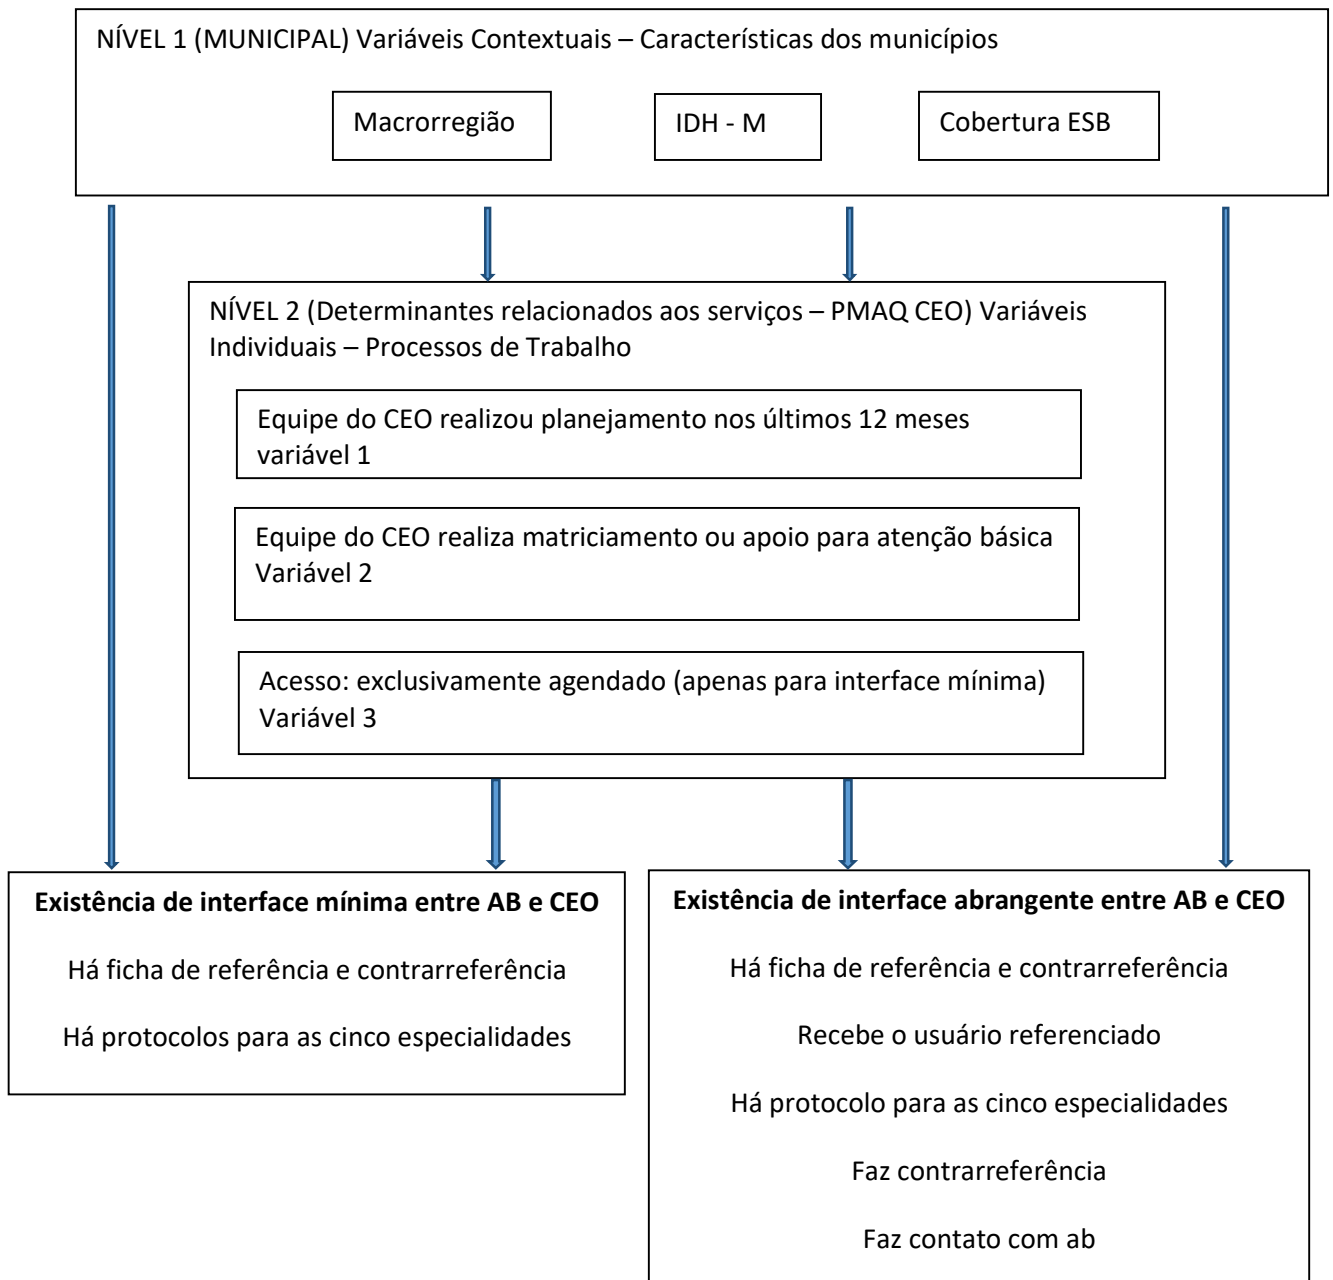 NÍVEL 1 (MUNICIPAL) Variáveis Contextuais – Características dos municípios
Macrorregião
IDH - M
Cobertura ESB
NÍVEL 2 (Determinantes relacionados aos serviços – PMAQ CEO) Variáveis
Individuais – Processos de Trabalho
Equipe do CEO realizou planejamento nos últimos 12 meses
variável 1
Equipe do CEO realiza matriciamento ou apoio para atenção básica
Variável 2
Acesso: exclusivamente agendado (apenas para interface mínima)
Variável 3
Existência de interface mínima entre AB e CEO
Há ficha de referência e contrarreferência
Há protocolos para as cinco especialidades
Existência de interface abrangente entre AB e CEO
Há ficha de referência e contrarreferência
Recebe o usuário referenciado
Há protocolo para as cinco especialidades
Faz contrarreferência
Faz contato com ab